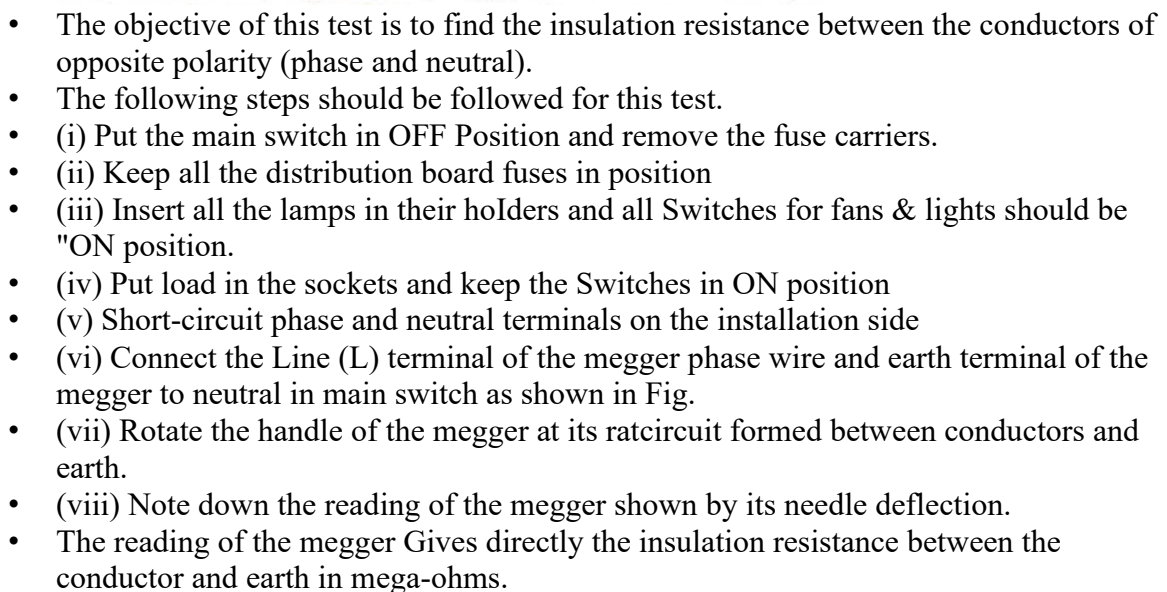 • The objective of this test is to find the insulation resistance between the conductors of
opposite polarity (phase and neutral).
• The following steps should be followed for this test.
• (i) Put the main switch in OFF Position and remove the fuse carriers.
• (ii) Keep all the distribution board fuses in position
• (iii) Insert all the lamps in their hoIders and all Switches for fans & lights should be
"ON position.
• (iv) Put load in the sockets and keep the Switches in ON position
• (v) Short-circuit phase and neutral terminals on the installation side
• (vi) Connect the Line (L) terminal of the megger phase wire and earth terminal of the
megger to neutral in main switch as shown in Fig.
• (vii) Rotate the handle of the megger at its ratcircuit formed between conductors and
earth.
• (viii) Note down the reading of the megger shown by its needle deflection.
• The reading of the megger Gives directly the insulation resistance between the
conductor and earth in mega-ohms.